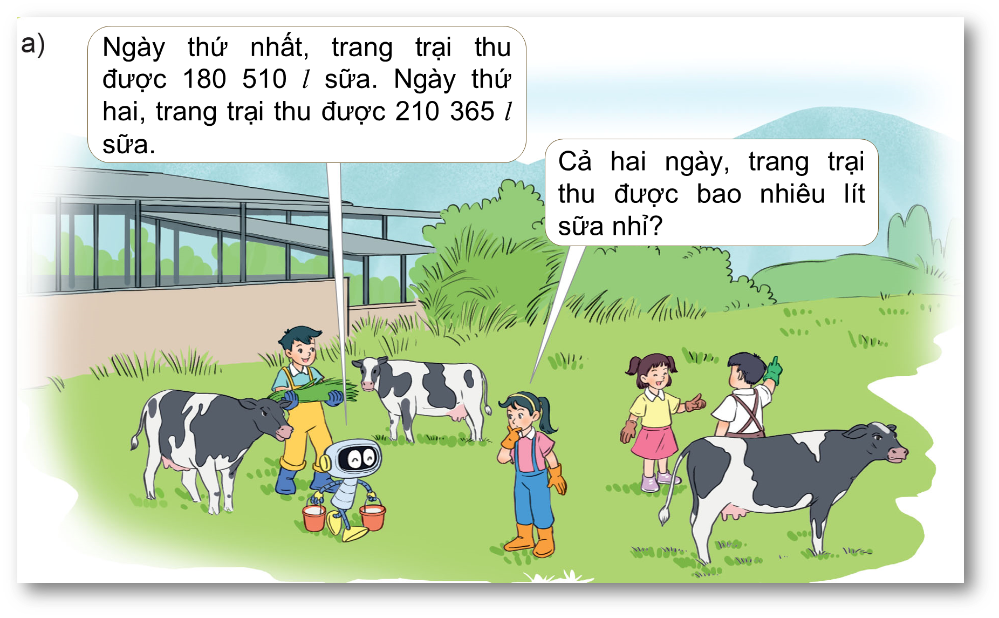 a)
Ngày thứ nhất, trang trại thu
được 180 510 l sữa. Ngày thứ
hai, trang trại thu được 210 365 l
sữa.
Cả hai ngày, trang trại
thu được bao nhiêu lít
sữa nhỉ?